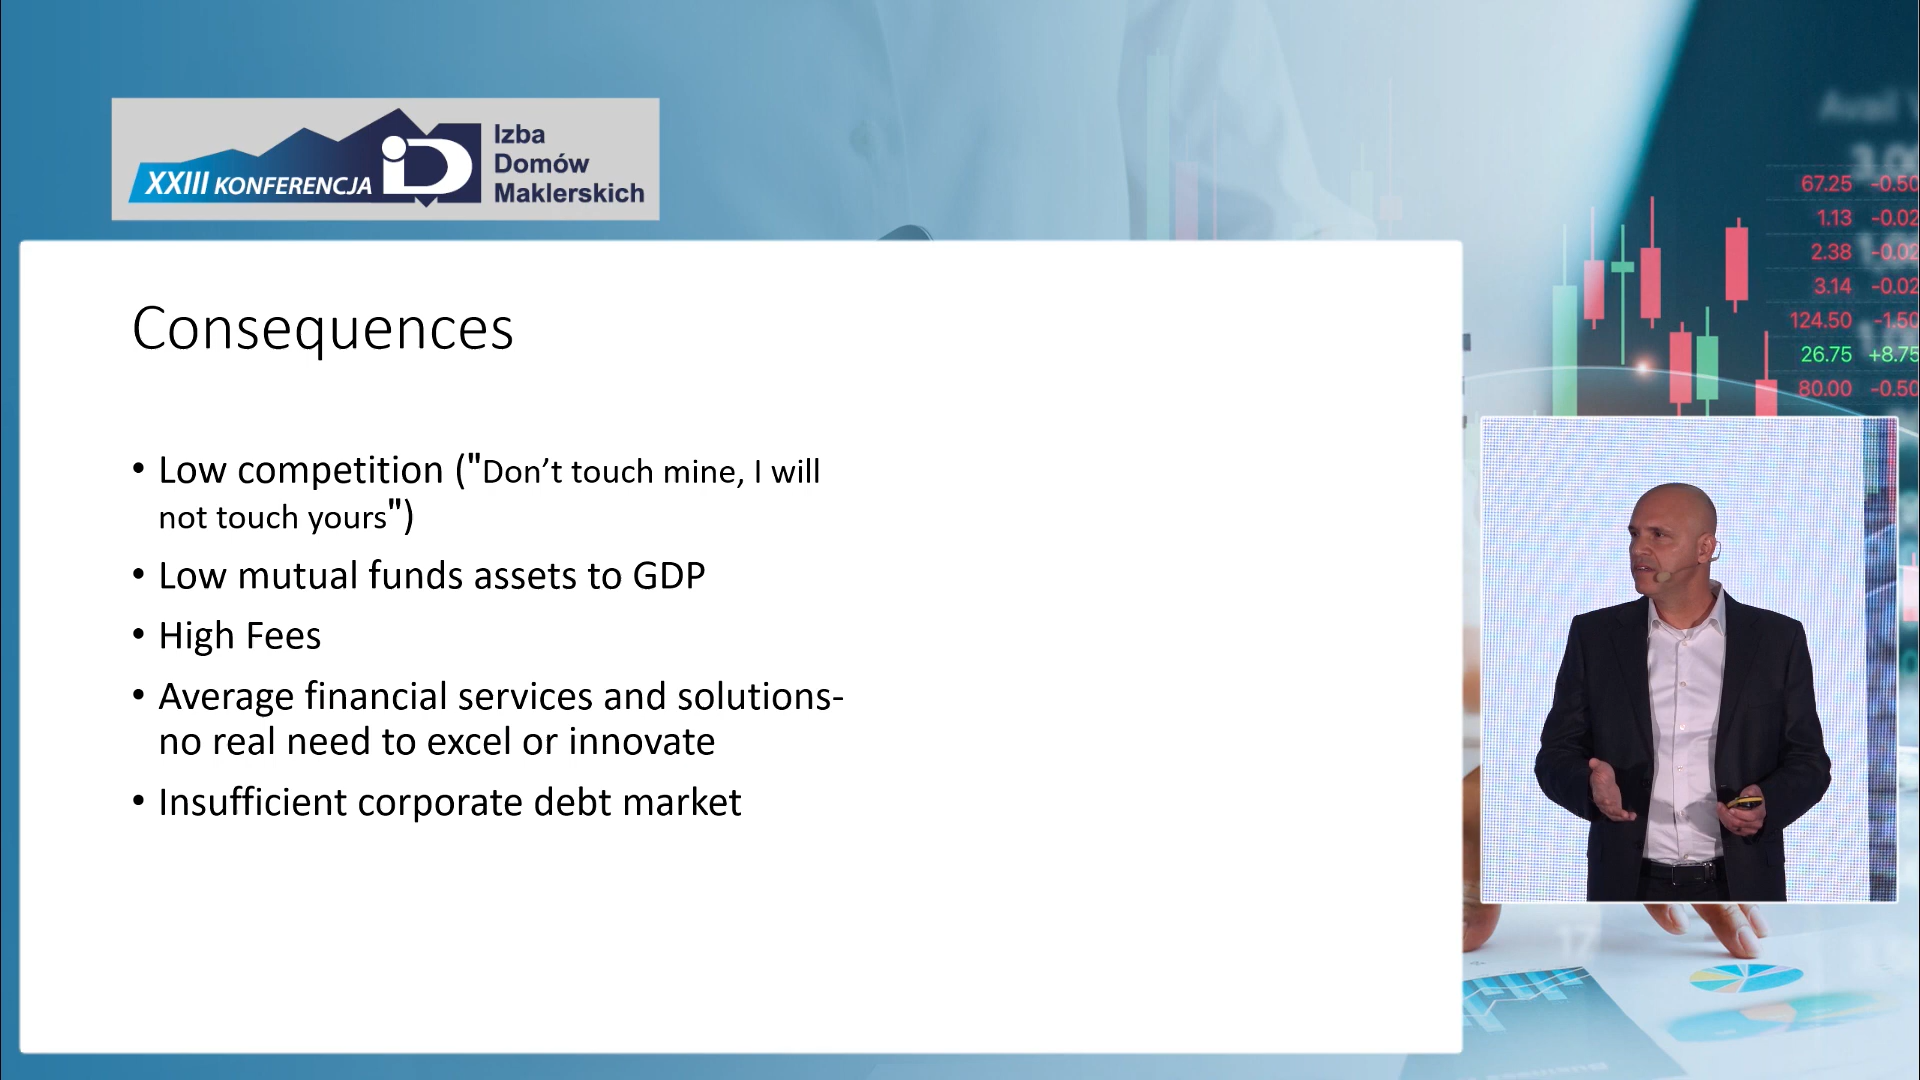 XXIII KONFERENCJA
Izba
Domów
Maklerskich
Consequences
• Low competition ("Don’t touch mine, I will
not touch yours")
• Low mutual funds assets to GDP
• High Fees
• Average financial services and solutions-
no real need to excel or innovate
• Insufficient corporate debt market
Avail
67.25 -0.50
1.13 -0.02
2.38 -0.02
3.14 -0.02
124.50 -1.50
26.75 +8.75
80.00 -0.50
17